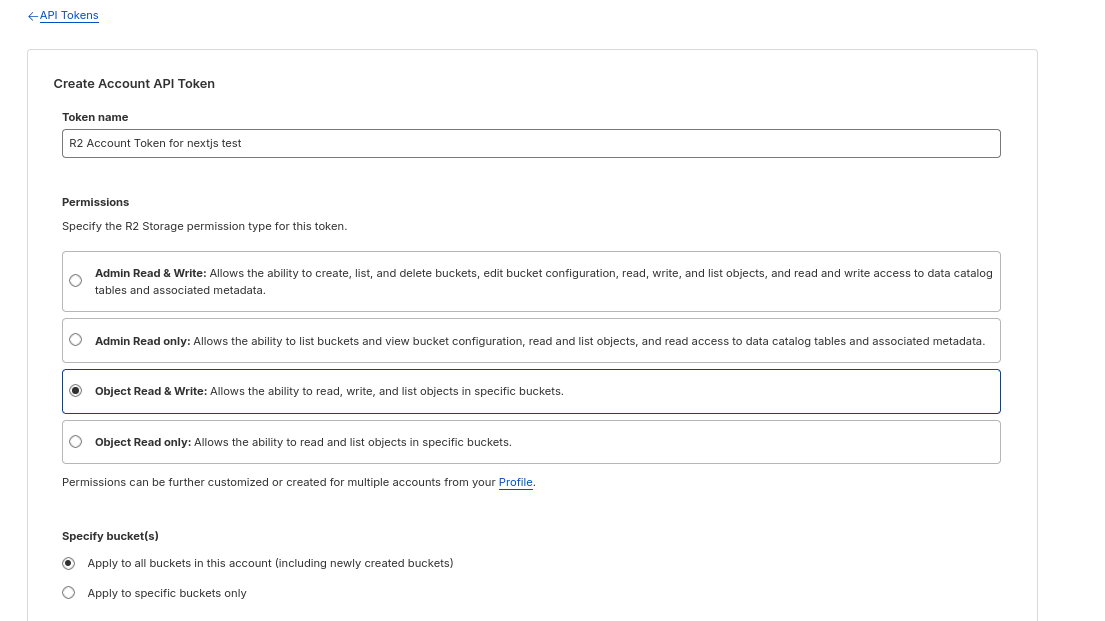 API Tokens
Create Account API Token
Token name
R2 Account Token for nextjs test
Permissions
Specify the R2 Storage permission type for this token.
Admin Read & Write: Allows the ability to create, list, and delete buckets, edit bucket configuration, read, write, and list objects, and read and write access to data catalog
tables and associated metadata.
Admin Read only: Allows the ability to list buckets and view bucket configuration, read and list objects, and read access to data catalog tables and associated metadata.
Object Read & Write: Allows the ability to read, write, and list objects in specific buckets.
Object Read only: Allows the ability to read and list objects in specific buckets.
Permissions can be further customized or created for multiple accounts from your Profile.
Specify bucket(s)
Apply to all buckets in this account (including newly created buckets)
Apply to specific buckets only